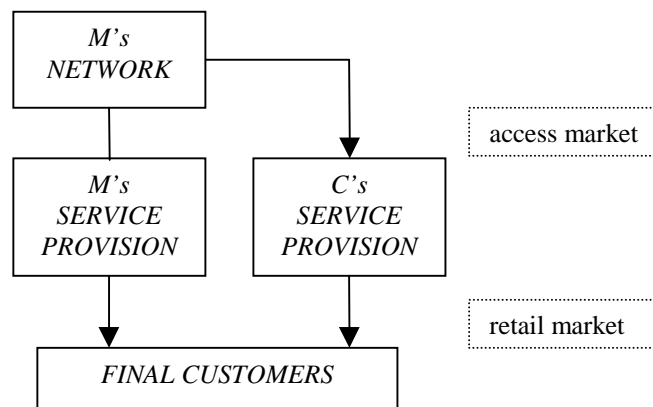 M's
NETWORK
access market
M's
SERVICE
PROVISION
C's
SERVICE
PROVISION
retail market
FINAL CUSTOMERS